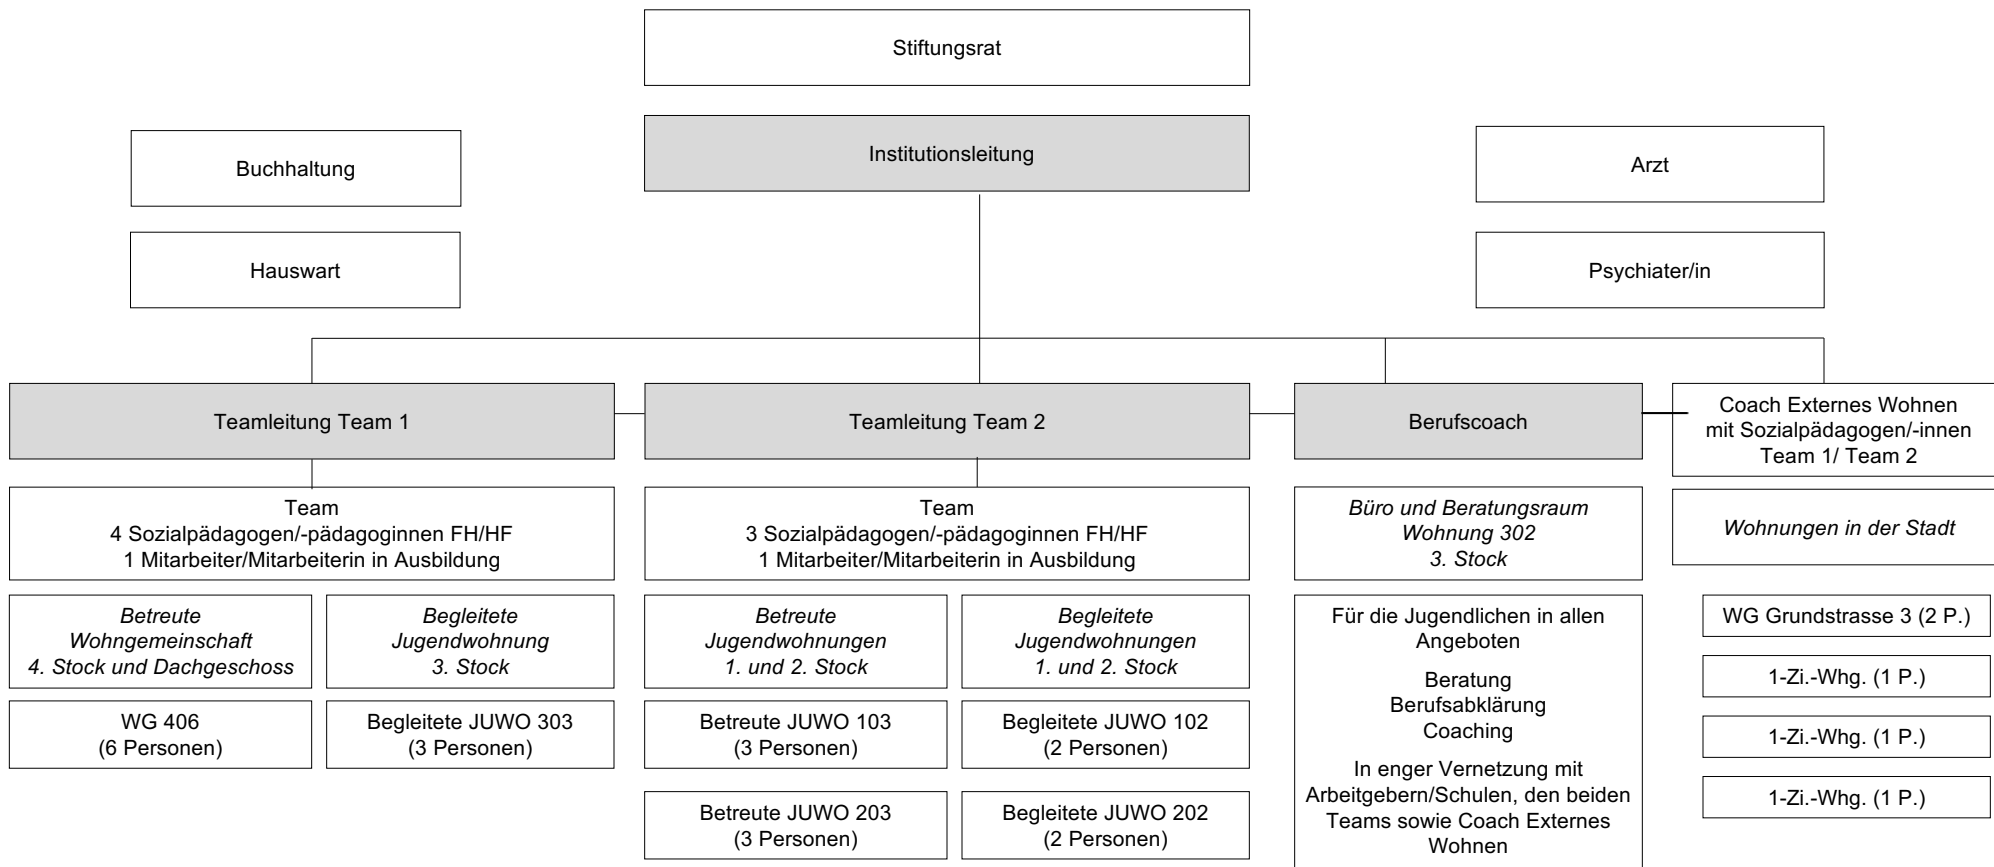 Stiftungsrat
Institutionsleitung
Buchhaltung
Arzt
Hauswart
Psychiater/in
Teamleitung Team 1
Teamleitung Team 2
Berufscoach
Coach Externes Wohnen
mit Sozialpädagogen/-innen
Team 1/ Team 2
Team
4 Sozialpädagogen/-pädagoginnen FH/HF
1 Mitarbeiter/Mitarbeiterin in Ausbildung
Team
3 Sozialpädagogen/-pädagoginnen FH/HF
1 Mitarbeiter/Mitarbeiterin in Ausbildung
Büro und Beratungsraum
Wohnung 302
3. Stock
Wohnungen in der Stadt
Betreute
Wohngemeinschaft
4. Stock und Dachgeschoss
Begleitete
Jugendwohnung
3. Stock
Betreute
Jugendwohnungen
1. und 2. Stock
Begleitete
Jugendwohnungen
1. und 2. Stock
Für die Jugendlichen in allen
Angeboten
Beratung
Berufsabklärung
Coaching
In enger Vernetzung mit
Arbeitgebern/Schulen, den beiden
Teams sowie Coach Externes
Wohnen
WG Grundstrasse 3 (2 P.)
1-Zi.-Whg. (1 P.)
1-Zi.-Whg. (1 P.)
1-Zi.-Whg. (1 P.)
WG 406
(6 Personen)
Begleitete JUWO 303
(3 Personen)
Betreute JUWO 103
(3 Personen)
Begleitete JUWO 102
(2 Personen)
Betreute JUWO 203
(3 Personen)
Begleitete JUWO 202
(2 Personen)